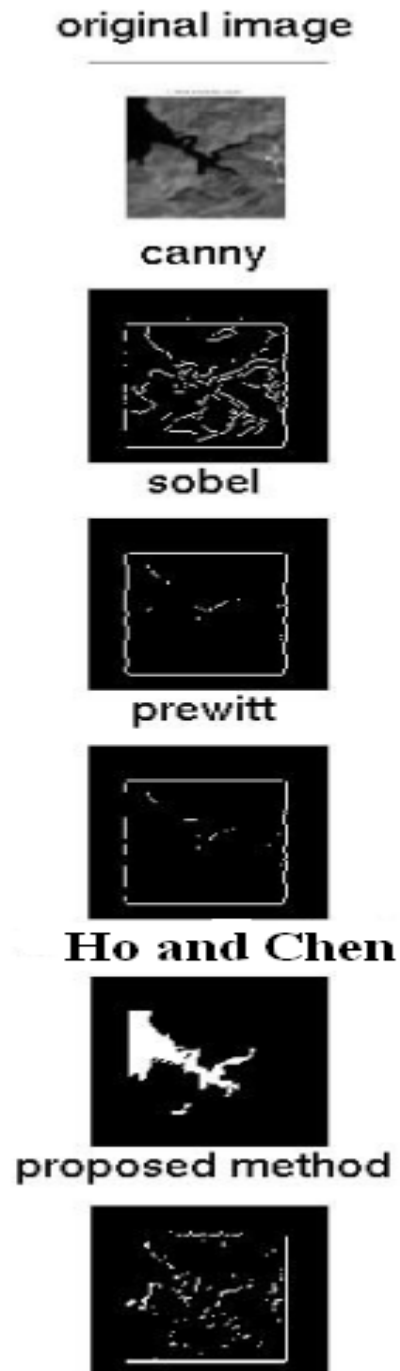 original image
canny
sobel
prewitt
Ho and Chen
proposed method